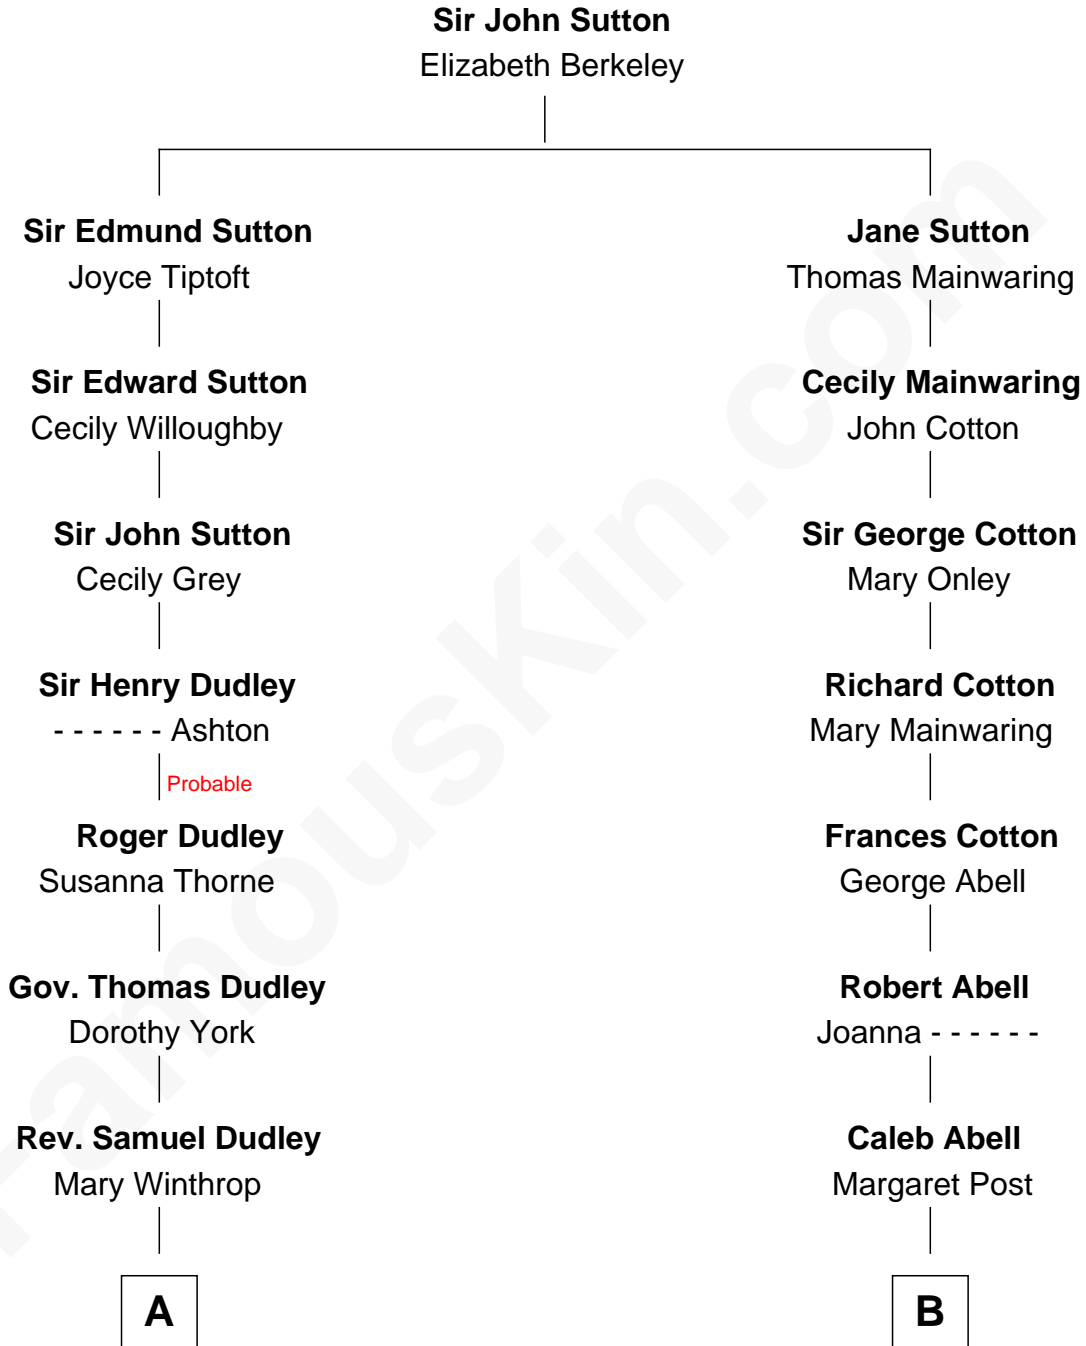 Sir John Sutton
Elizabeth Berkeley
Sir Edmund Sutton
Joyce Tiptoft
Jane Sutton
Thomas Mainwaring
Sir Edward Sutton
Cecily Willoughby
Cecily Mainwaring
John Cotton
Sir John Sutton
Cecily Grey
Sir George Cotton
Mary Onley
Sir Henry Dudley
- - - - - - Ashton
Probable
Richard Cotton
Mary Mainwaring
Roger Dudley
Susanna Thorne
Frances Cotton
George Abell
Gov. Thomas Dudley
Dorothy York
Robert Abell
Joanna - - - - - -
Rev. Samuel Dudley
Mary Winthrop
Caleb Abell
Margaret Post
A
B
FamousKin.com